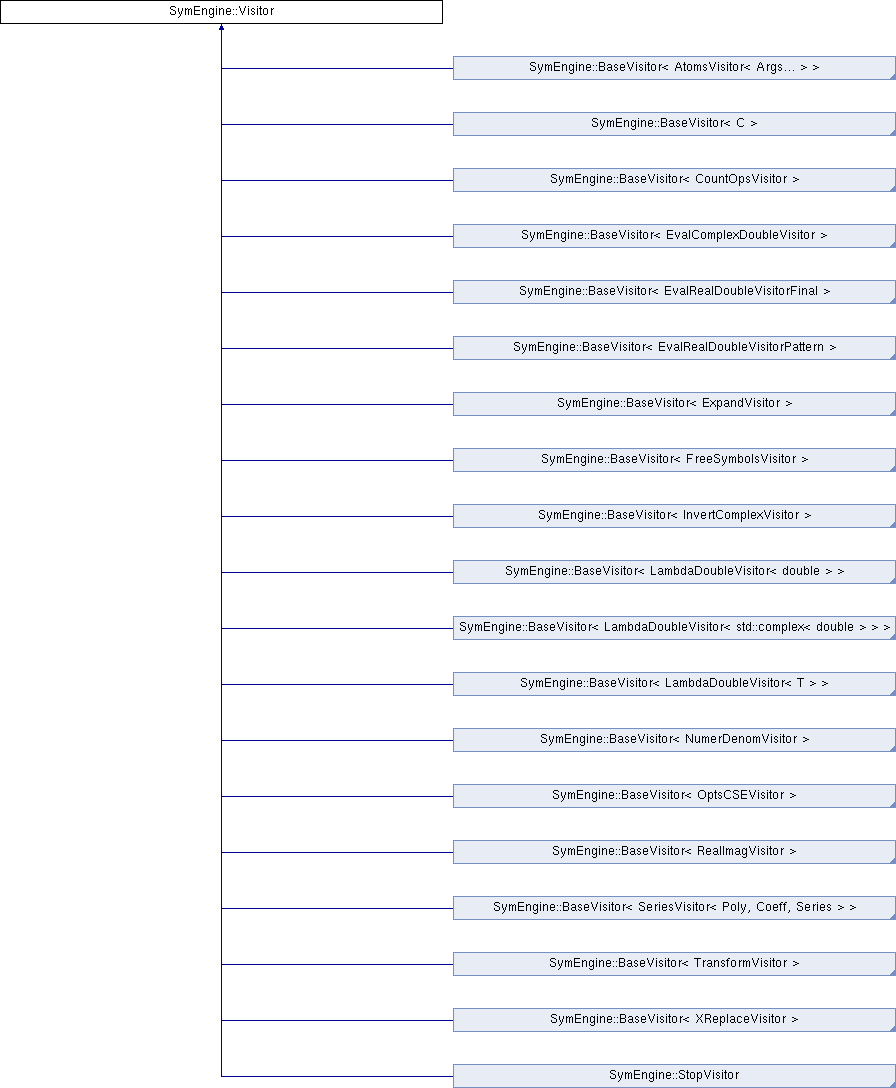 SymEngine::Visitor
SymEngine::BaseVisitor< AtomsVisitor< Args... > >
SymEngine::BaseVisitor< C >
SymEngine::BaseVisitor< CountOpsVisitor >
SymEngine::BaseVisitor< EvalComplexDoubleVisitor >
SymEngine::BaseVisitor< EvalRealDoubleVisitorFinal >
SymEngine::BaseVisitor< EvalRealDoubleVisitorPattern >
SymEngine::BaseVisitor< ExpandVisitor >
SymEngine::BaseVisitor< FreeSymbolsVisitor >
SymEngine::BaseVisitor< InvertComplexVisitor >
SymEngine::BaseVisitor< LambdaDoubleVisitor< double > >
SymEngine::BaseVisitor< LambdaDoubleVisitor< std::complex< double > > >
SymEngine::BaseVisitor< LambdaDoubleVisitor< T > >
SymEngine::BaseVisitor< NumerDenomVisitor >
SymEngine::BaseVisitor< OptsCSEVisitor >
SymEngine::BaseVisitor< RealImagVisitor >
SymEngine::BaseVisitor< SeriesVisitor< Poly, Coeff, Series > >
SymEngine::BaseVisitor< TransformVisitor >
SymEngine::BaseVisitor< XReplaceVisitor >
SymEngine::StopVisitor